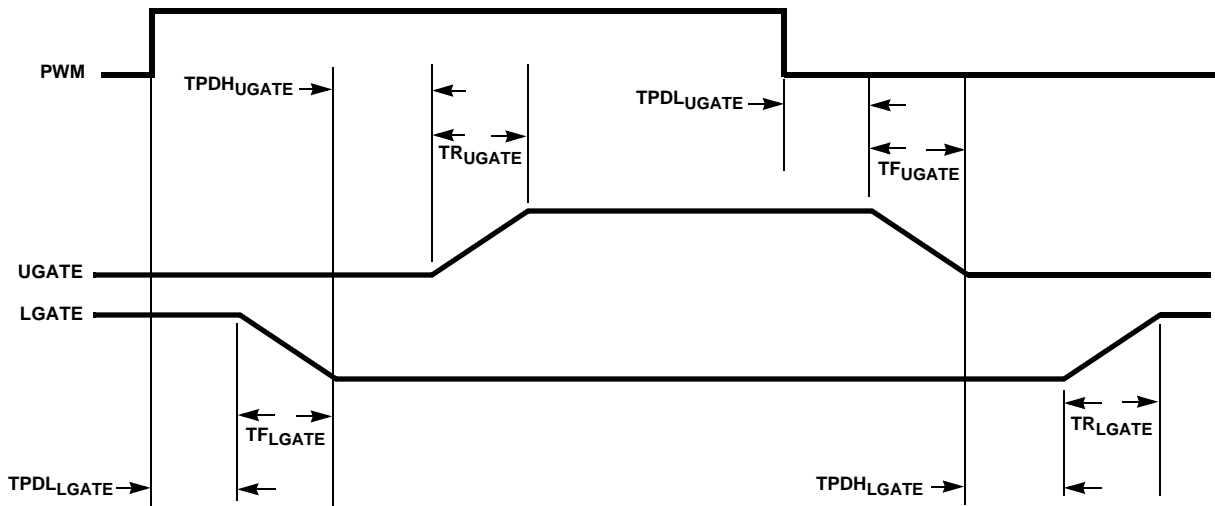 PWM
TPDHUGATE
TPDLUGATE
TRUGATE
TFUGATE
UGATE
LGATE
TFLGATE
TRLGATE
TPDLLGATE
TPDHLGATE